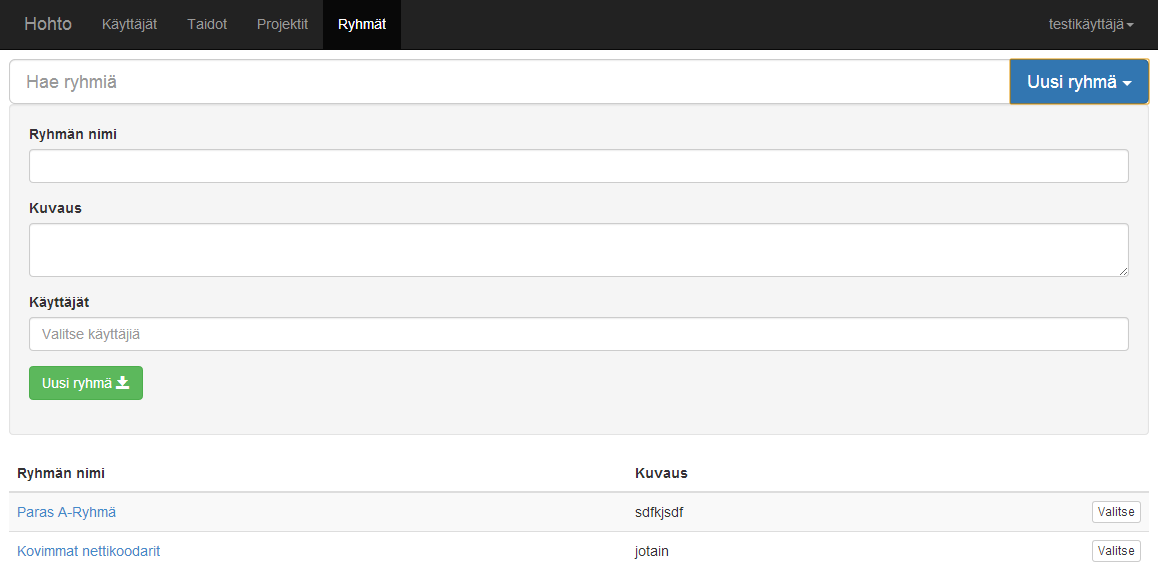 Hohto Käyttäjät Taidot Projektit Ryhmät testikäyttäjä
Hae ryhmiä Uusi ryhmä
Ryhmän nimi
Kuvaus
Käyttäjät
Valitse käyttäjiä
Uusi ryhmä
Ryhmän nimi Kuvaus
Paras A-Ryhmä sdfkjsdf Valitse
Kovimmat nettikoodarit jotain Valitse